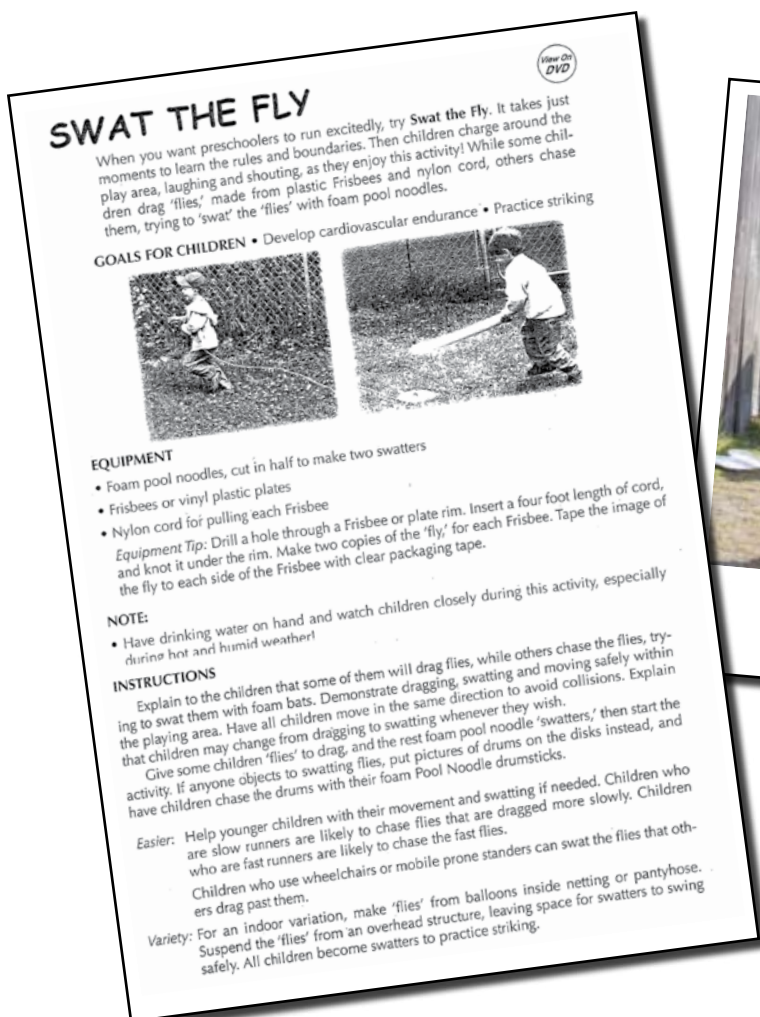 View On
DVD
SWAT THE FLY
When you want preschoolers to run excitedly, try Swat the Fly. It takes just
moments to learn the rules and boundaries. Then children charge around the
play area, laughing and shouting, as they enjoy this activity! While some chil-
dren drag 'flies,' made from plastic Frisbees and nylon cord, others chase
them, trying to 'swat' the 'flies' with foam pool noodles.
GOALS FOR CHILDREN • Develop cardiovascular endurance • Practice striking
EQUIPMENT
• Foam pool noodles, cut in half to make two swatters
• Frisbees or vinyl plastic plates
• Nylon cord for pulling each Frisbee
Equipment Tip: Drill a hole through a Frisbee or plate rim. Insert a four foot length of cord,
and knot it under the rim. Make two copies of the 'fly,' for each Frisbee. Tape the image of
the fly to each side of the Frisbee with clear packaging tape.
NOTE:
• Have drinking water on hand and watch children closely during this activity, especially
during hot and humid weather!
INSTRUCTIONS
Explain to the children that some of them will drag flies, while others chase the flies, try-
ing to swat them with foam bats. Demonstrate dragging, swatting and moving safely within
the playing area. Have all children move in the same direction to avoid collisions. Explain
that children may change from dragging to swatting whenever they wish.
Give some children 'flies' to drag, and the rest foam pool noodle 'swatters,' then start the
activity. If anyone objects to swatting flies, put pictures of drums on the disks instead, and
have children chase the drums with their foam Pool Noodle drumsticks.
Easier: Help younger children with their movement and swatting if needed. Children who
are slow runners are likely to chase flies that are dragged more slowly. Children
who are fast runners are likely to chase the fast flies.
Children who use wheelchairs or mobile prone standers can swat the flies that oth-
ers drag past them.
Variety: For an indoor variation, make 'flies' from balloons inside netting or pantyhose.
Suspend the 'flies' from an overhead structure, leaving space for swatters to swing
safely. All children become swatters to practice striking.